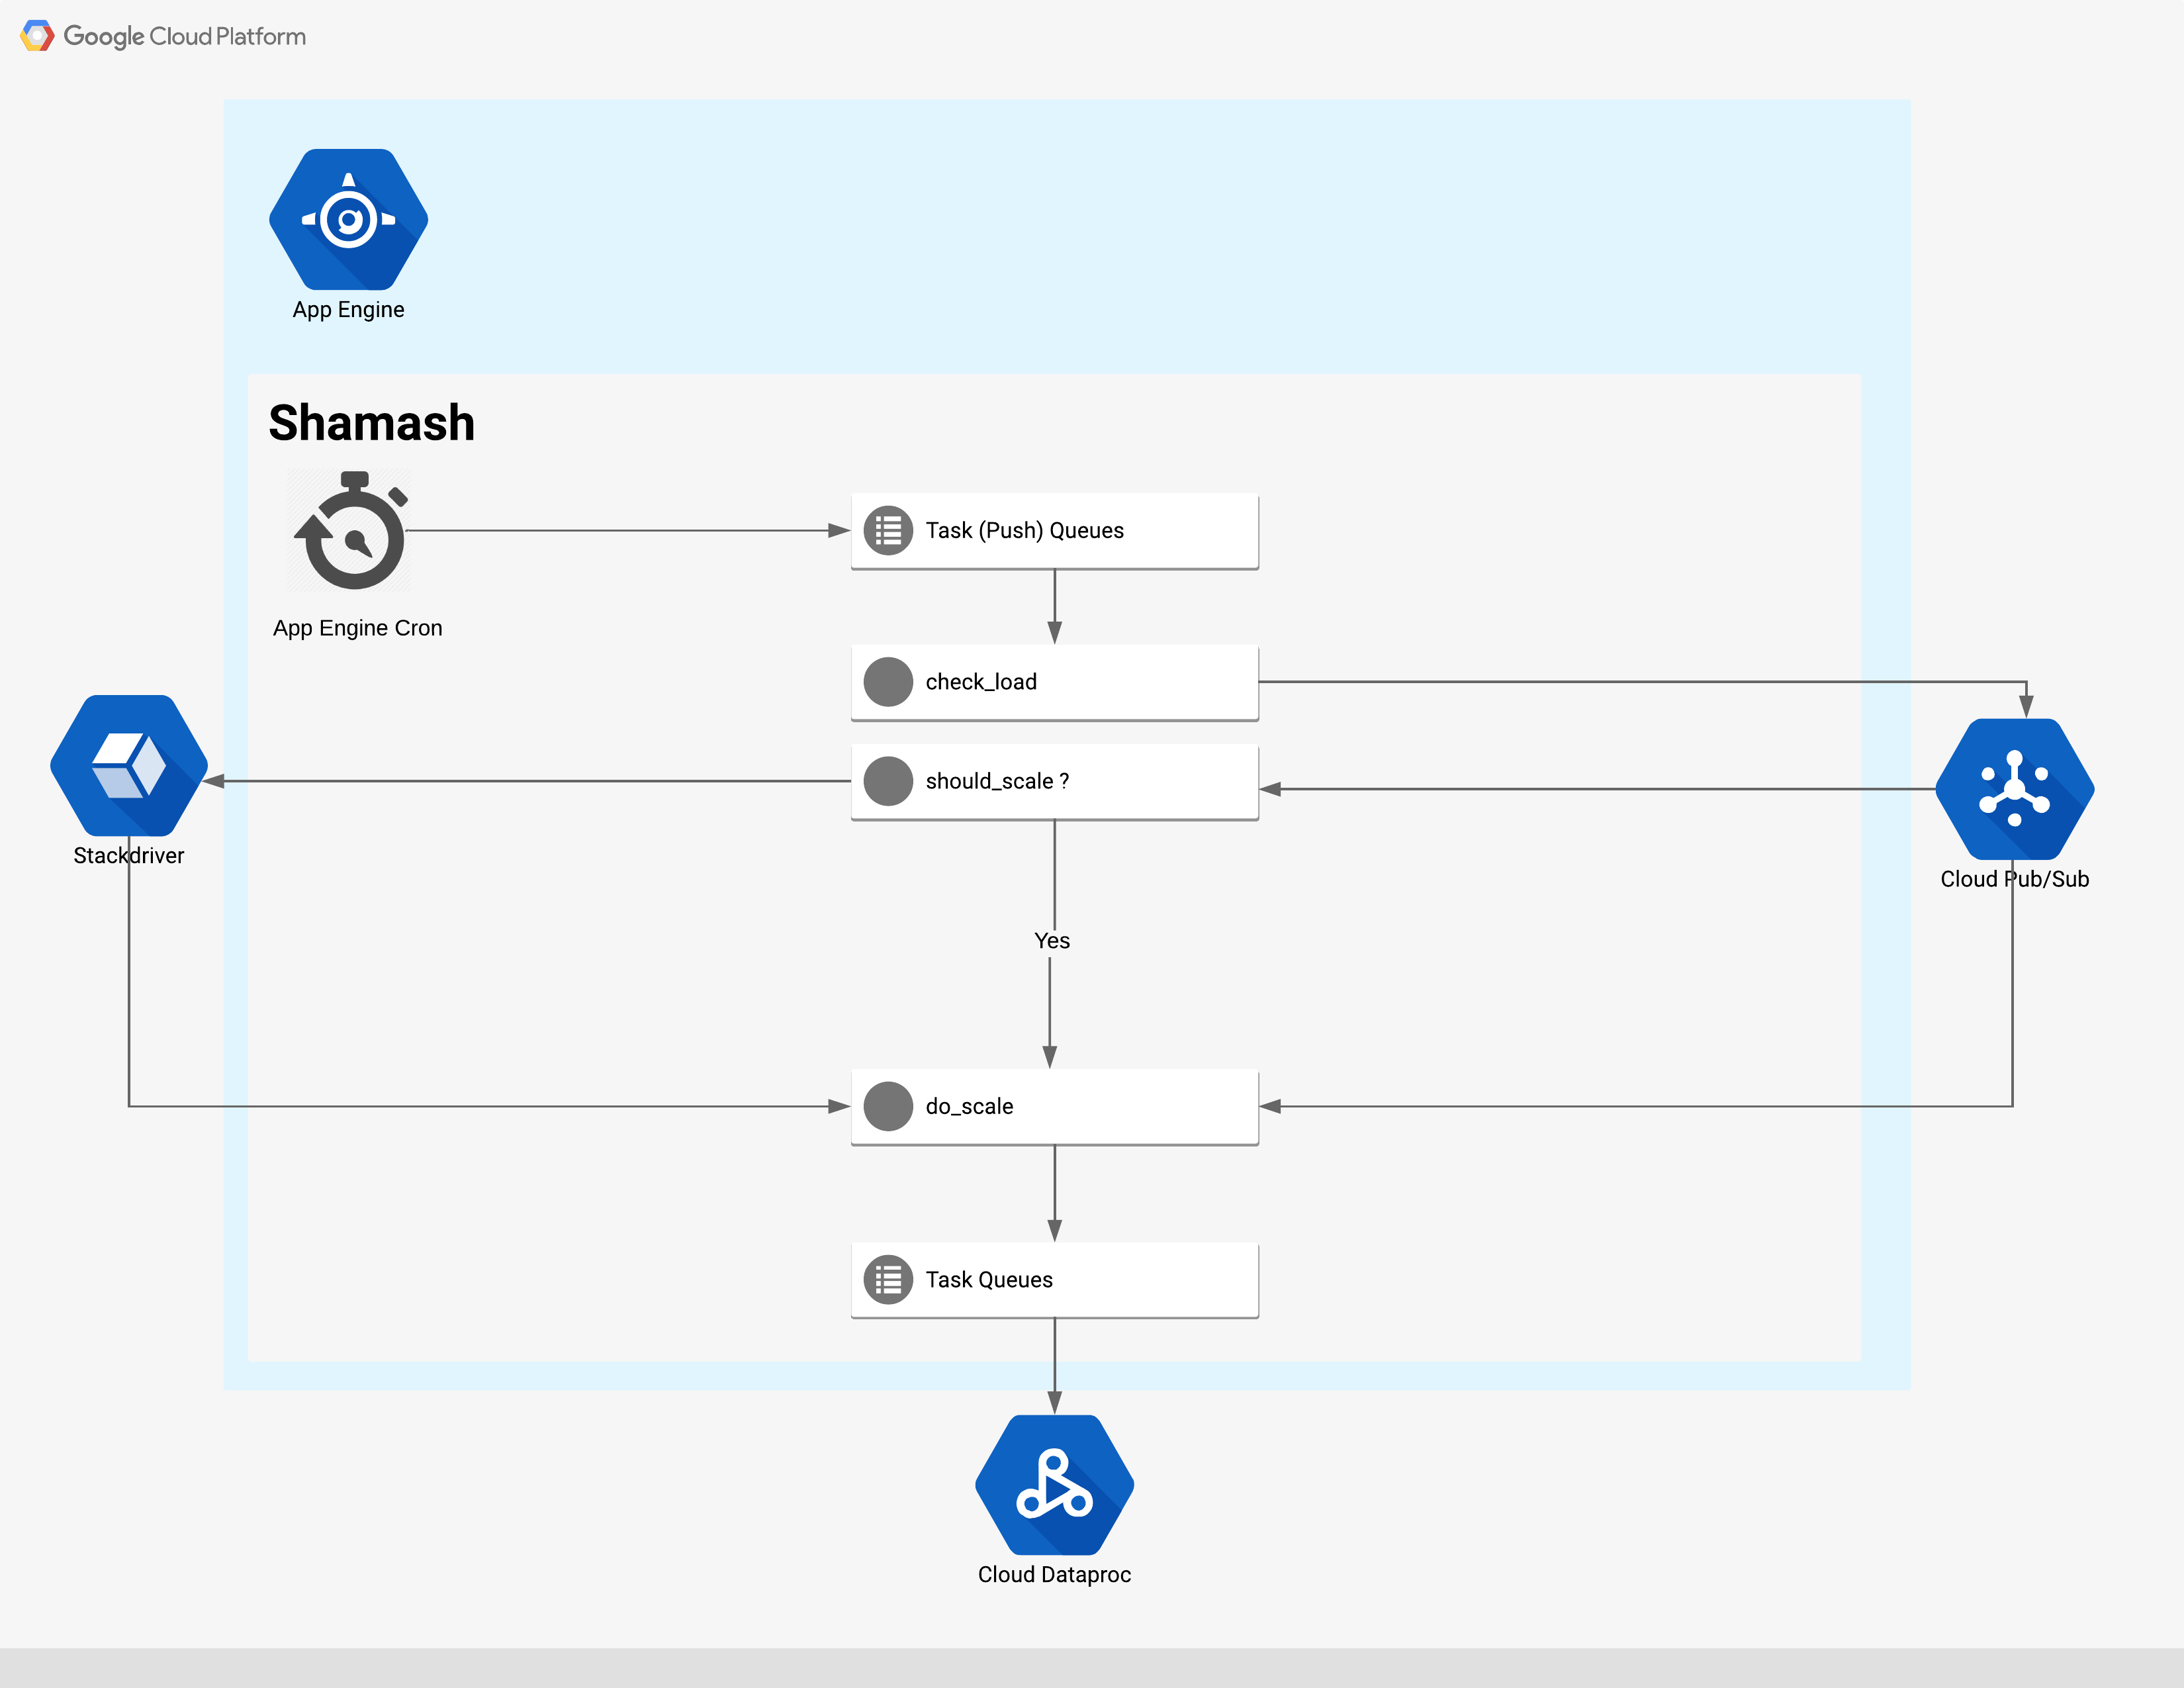 Google Cloud Platform
App Engine
Shamash
App Engine Cron
Task (Push) Queues
check_load
should_scale ?
Stackdriver
Cloud Pub/Sub
Yes
do_scale
Task Queues
Cloud Dataproc